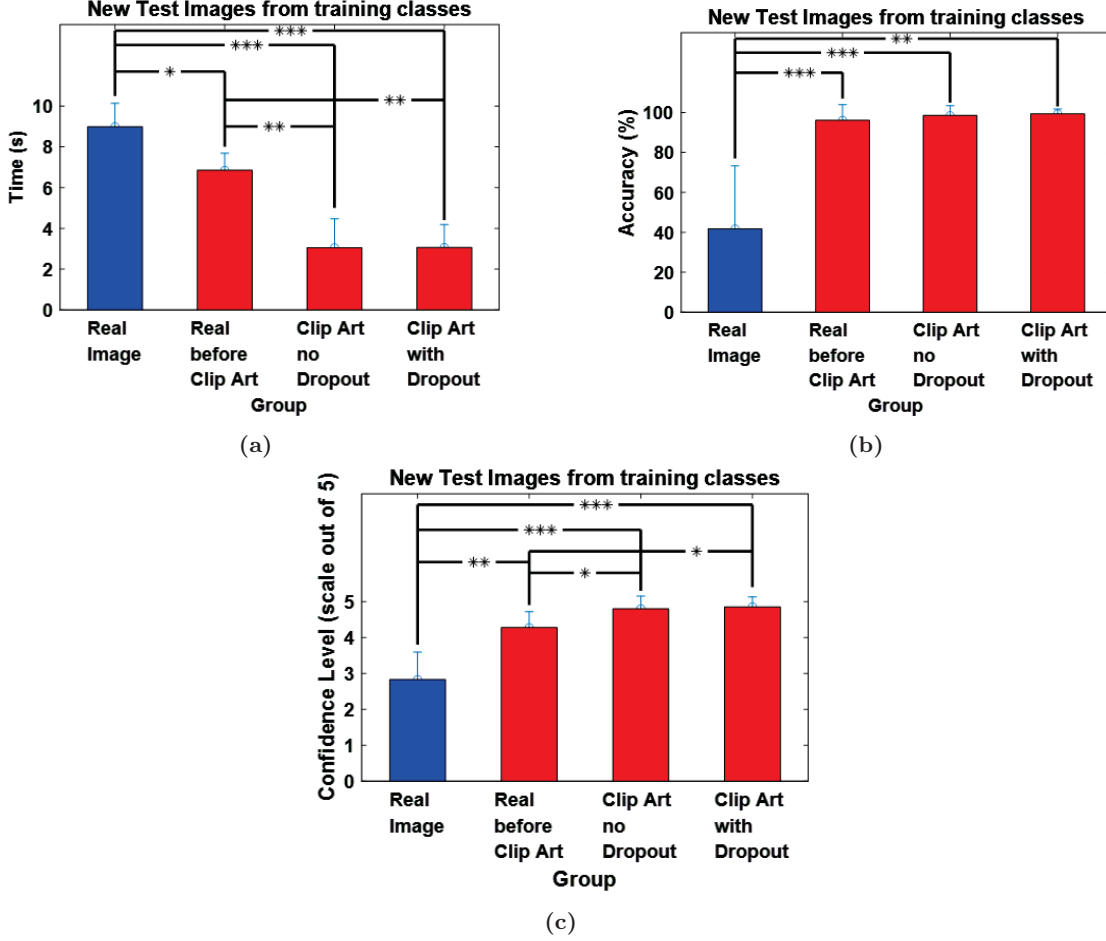 New Test Images from training classes
***
***
*
**
**
10
8
6
4
2
0
Time (s)
Real Image
Real before Clip Art
Clip Art no Dropout
Clip Art with Dropout
Group
(a)
New Test Images from training classes
**
***
***
100
80
60
40
20
0
Accuracy (%)
Real Image
Real before Clip Art
Clip Art no Dropout
Clip Art with Dropout
Group
(b)
New Test Images from training classes
***
***
*
**
*
5
4
3
2
1
0
Confidence Level (scale out of 5)
Real Image
Real before Clip Art
Clip Art no Dropout
Clip Art with Dropout
Group
(c)